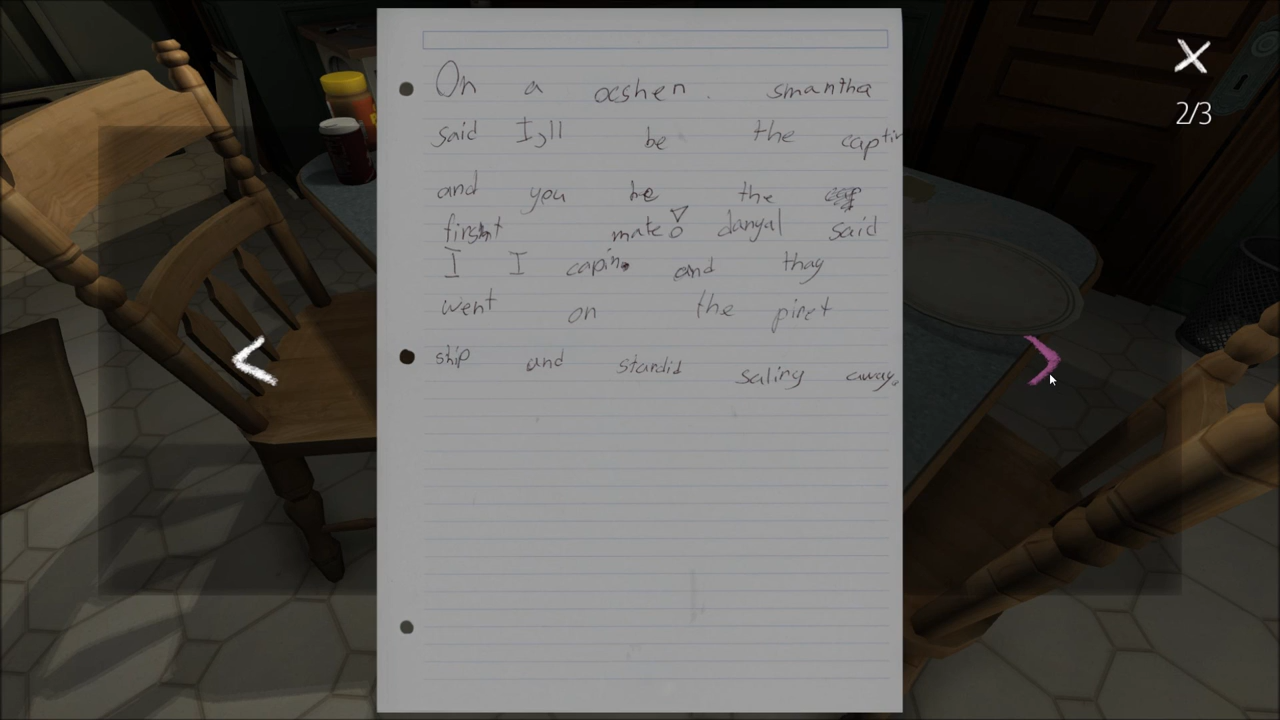 On a ocshen. smantha
2/3
said I,ll be the captin
and you be the
first mate! danyal said
I I capin. and thay
went on the piret
ship and stardid saling away.